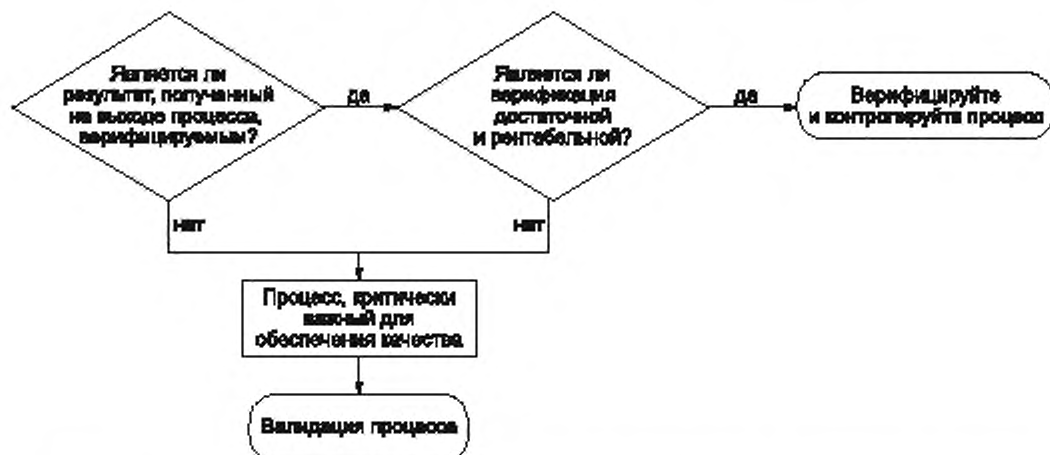 Является ли
результат, полученный
на выходе процесса,
верифицируемым?
да
нет
Является ли
верификация
достаточной
и рентабельной?
да
нет
Верифицируйте
и контролируйте процесс
Процесс, критически
важный для
обеспечения качества
Валидация процесса